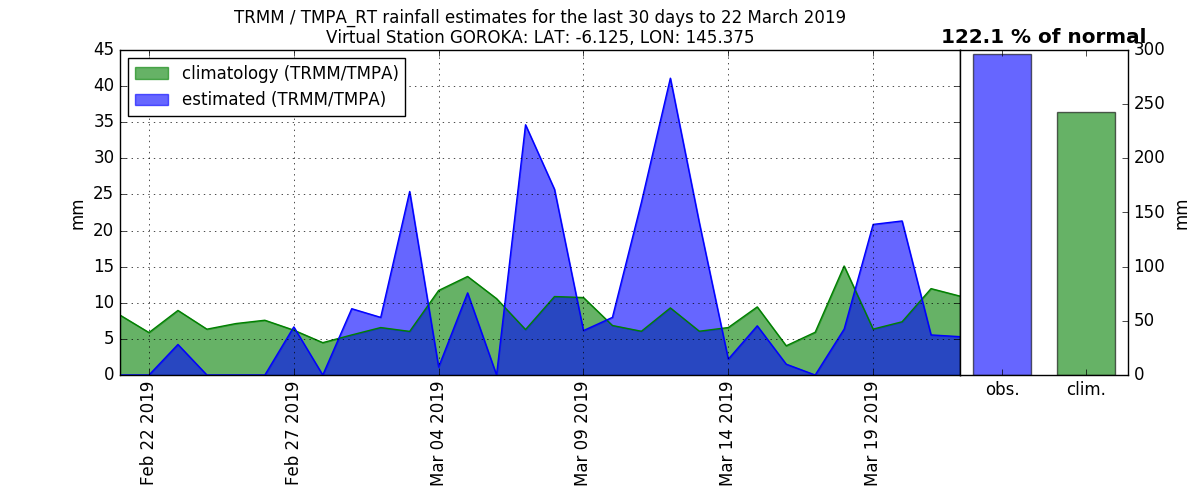 TRMM / TMPA_RT rainfall estimates for the last 30 days to 22 March 2019
Virtual Station GOROKA: LAT: -6.125, LON: 145.375
122.1 % of normal
climatology (TRMM/TMPA)
estimated (TRMM/TMPA)
45
40
35
30
25
20
15
10
5
0
mm
Feb 22 2019
Feb 27 2019
Mar 04 2019
Mar 09 2019
Mar 14 2019
Mar 19 2019
300
250
200
150
100
50
0
mm
obs.
clim.